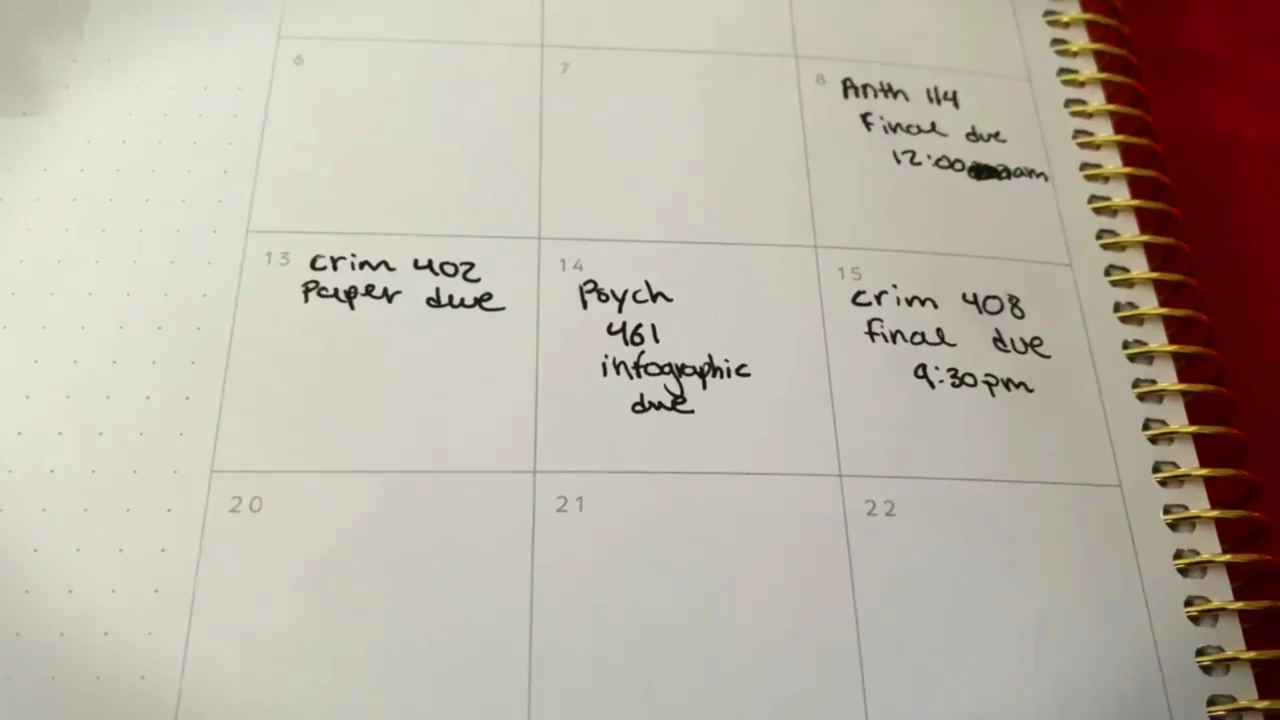 6
7
8
Anth 114
Final due
12:00 am
13
crim 402
Paper due
14
Psych
461
infographic
due
15
crim 408
final due
9:30pm
20
21
22